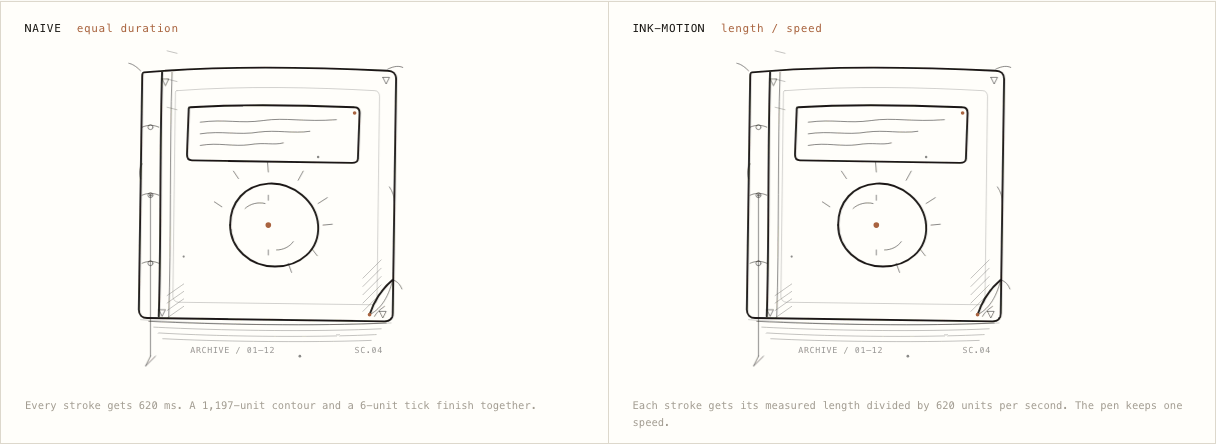 NAIVE equal duration
ARCHIVE / 01—12 SC.04
Every stroke gets 620 ms. A 1,197-unit contour and a 6-unit tick finish together.
INK-MOTION length / speed
ARCHIVE / 01—12 SC.04
Each stroke gets its measured length divided by 620 units per second. The pen keeps one
speed.